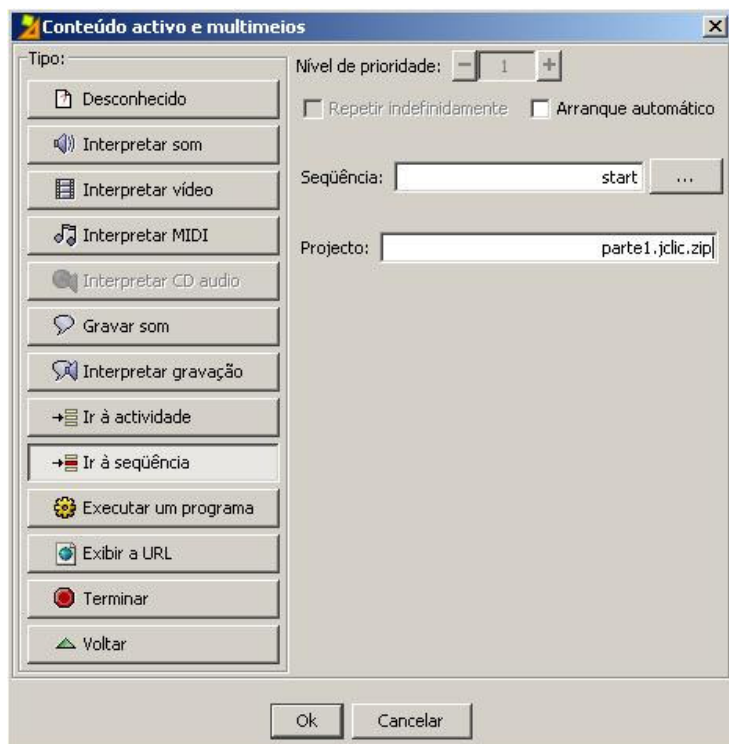 Conteúdo activo e multimeios
Tipo:
Desconhecido
Interpretar som
Interpretar vídeo
Interpretar MIDI
Interpretar CD audio
Gravar som
Interpretar gravação
Ir à actividade
Ir à seqüência
Executar um programa
Exibir a URL
Terminar
Voltar
Nível de prioridade: - 1 +
Repetir indefinidamente Arranque automático
Seqüência: start ...
Projecto: parte1.jclic.zip
Ok Cancelar